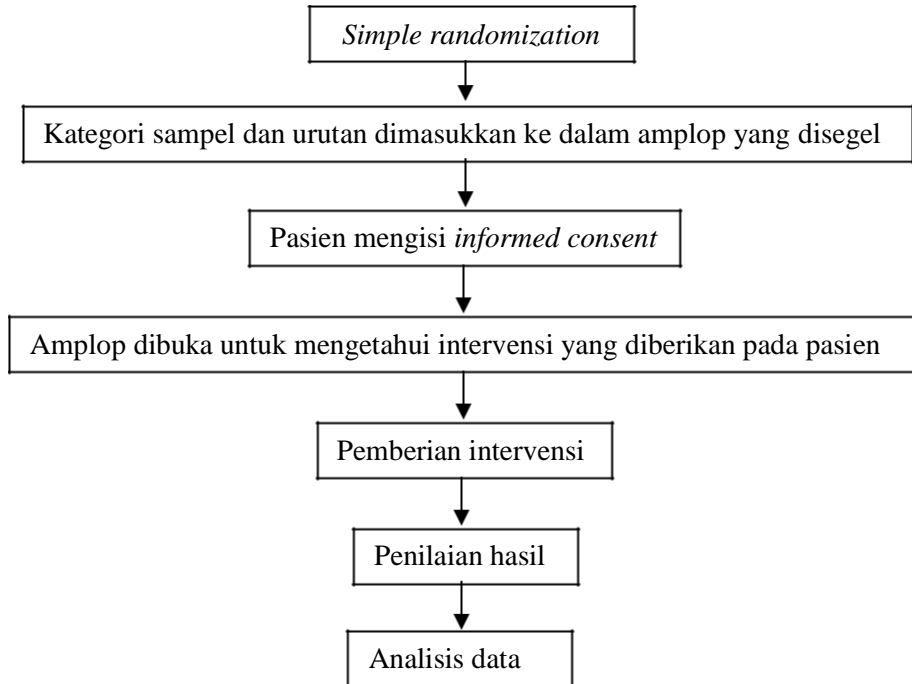 Simple randomization
Kategori sampel dan urutan dimasukkan ke dalam amplop yang disegel
Pasien mengisi informed consent
Amplop dibuka untuk mengetahui intervensi yang diberikan pada pasien
Pemberian intervensi
Penilaian hasil
Analisis data